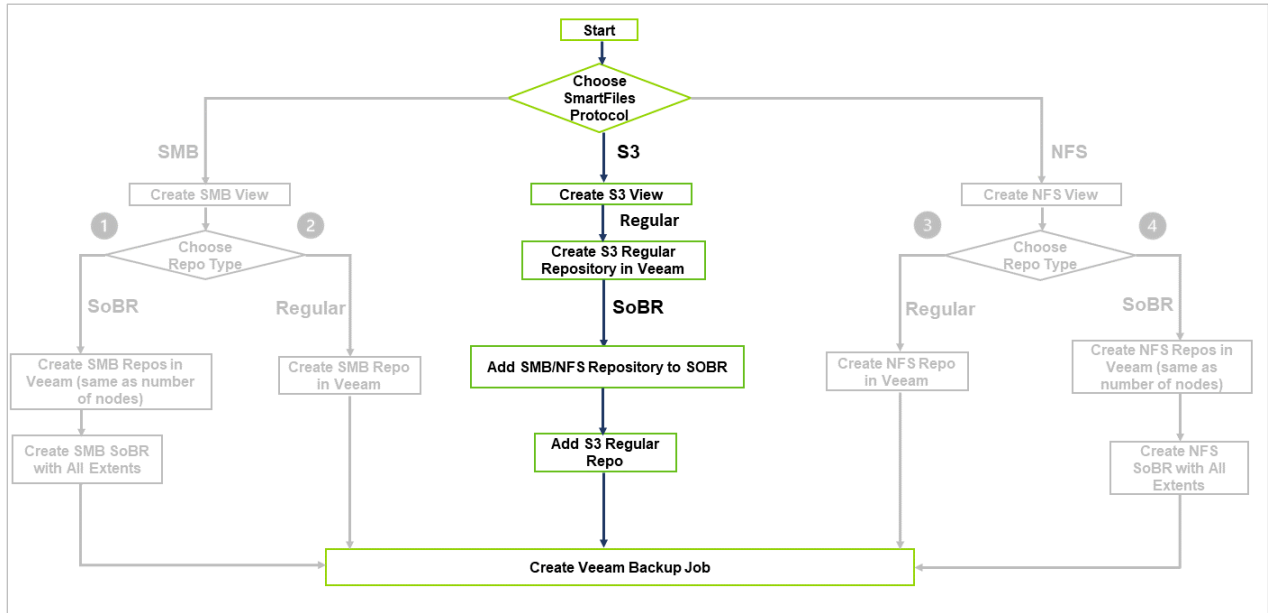 Start
Choose
SmartFiles
Protocol
SMB
S3
NFS
Create SMB View
Create S3 View
Create NFS View
1
2
Regular
3
4
Choose
Repo Type
Create S3 Regular
Repository in Veeam
Choose
Repo Type
SoBR
Regular
SoBR
Regular
SoBR
Create SMB Repos in
Veeam (same as number
of nodes)
Create SMB Repo
in Veeam
Add SMB/NFS Repository to SOBR
Create NFS Repo
in Veeam
Create NFS Repos in
Veeam (same as
number of nodes)
Create SMB SoBR
with All Extents
Add S3 Regular
Repo
Create NFS
SoBR with All
Extents
Create Veeam Backup Job